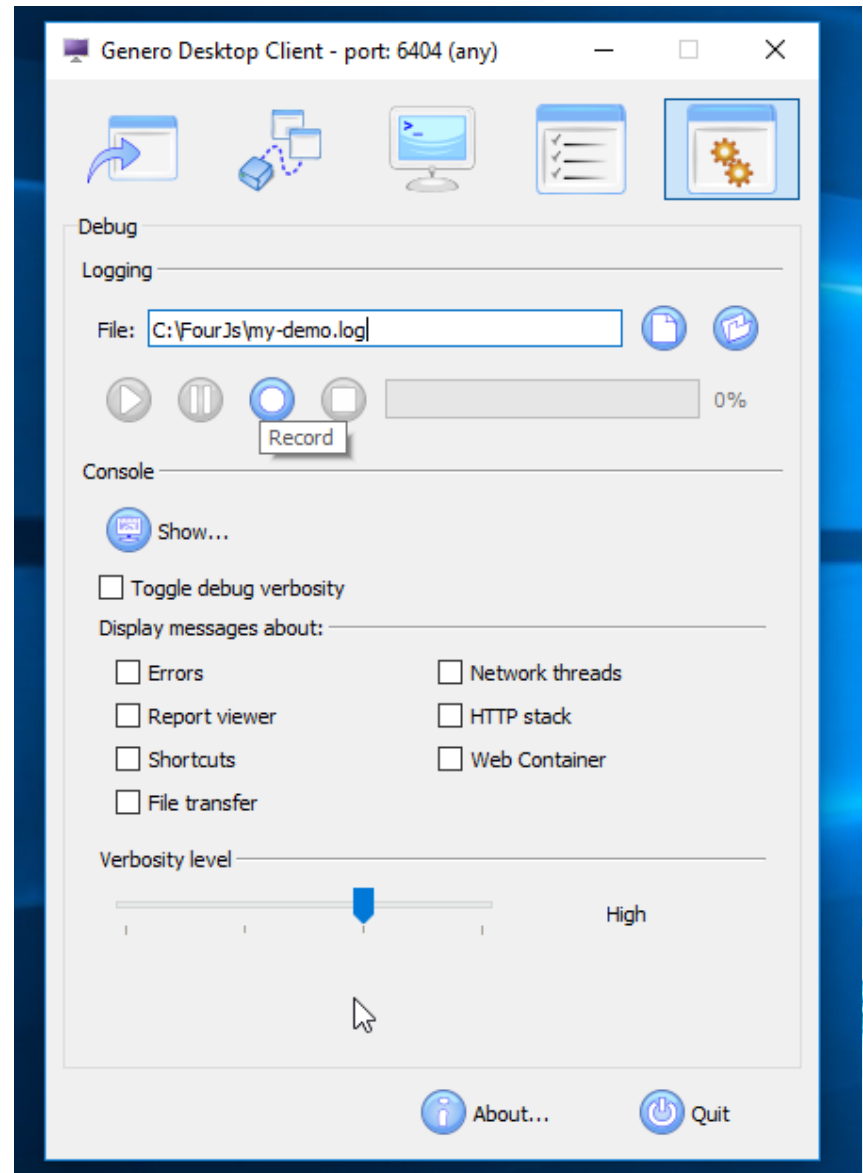 Genero Desktop Client - port: 6404 (any)
>_
Debug
Logging
File: C:\FourJs\my-demo.log
0%
Record
Console
Show...
Toggle debug verbosity
Display messages about:
Errors
Network threads
Report viewer
HTTP stack
Shortcuts
Web Container
File transfer
Verbosity level
High
About...
Quit